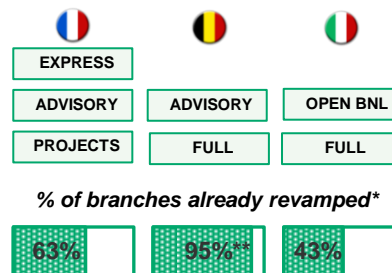 EXPRESS
ADVISORY ADVISORY OPEN BNL
PROJECTS FULL FULL
% of branches already revamped*
63% 95%** 43%